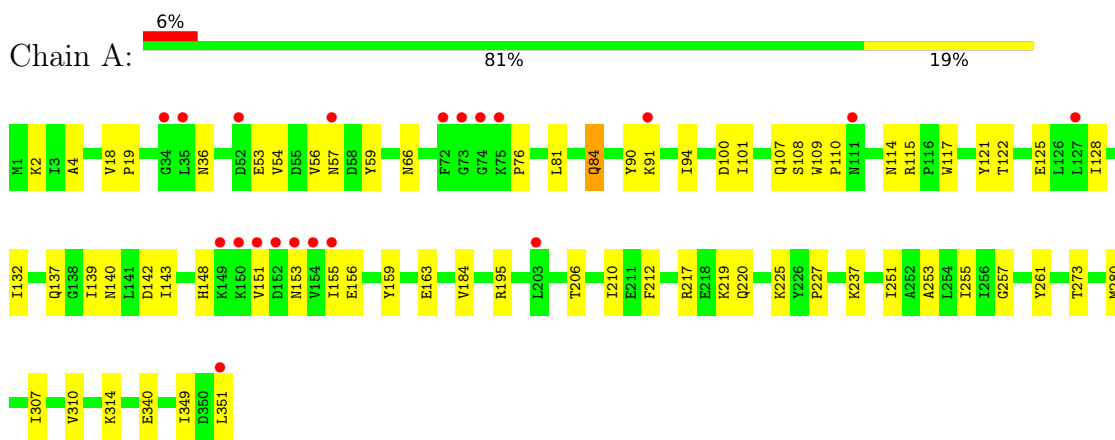 6%
Chain A:
81% 19%
M1 K2 I3 A4 V18 P19 G34 L35 N36 D52 E53 V54 D55 V56 N57 D58 Y59 N66 F72 G73 G74 K75 P76 L81 Q84 Y90 K91 I94 D100 I101 Q107 S108 W109 P110 N111 N114 R115 P116 W117 Y121 T122 E125 L126 L127 I128
I132 Q137 G138 I139 N140 L141 D142 I143 H148 K149 K150 V151 D152 N153 V154 I155 E156 Y159 E163 V184 R195 L203 T206 I210 E211 F212 R217 E218 K219 Q220 K225 Y226 P227 K237 I251 A252 A253 L254 I255 I256 G257 Y261 T273
I307 V310 K314 E340 I349 D350 L351